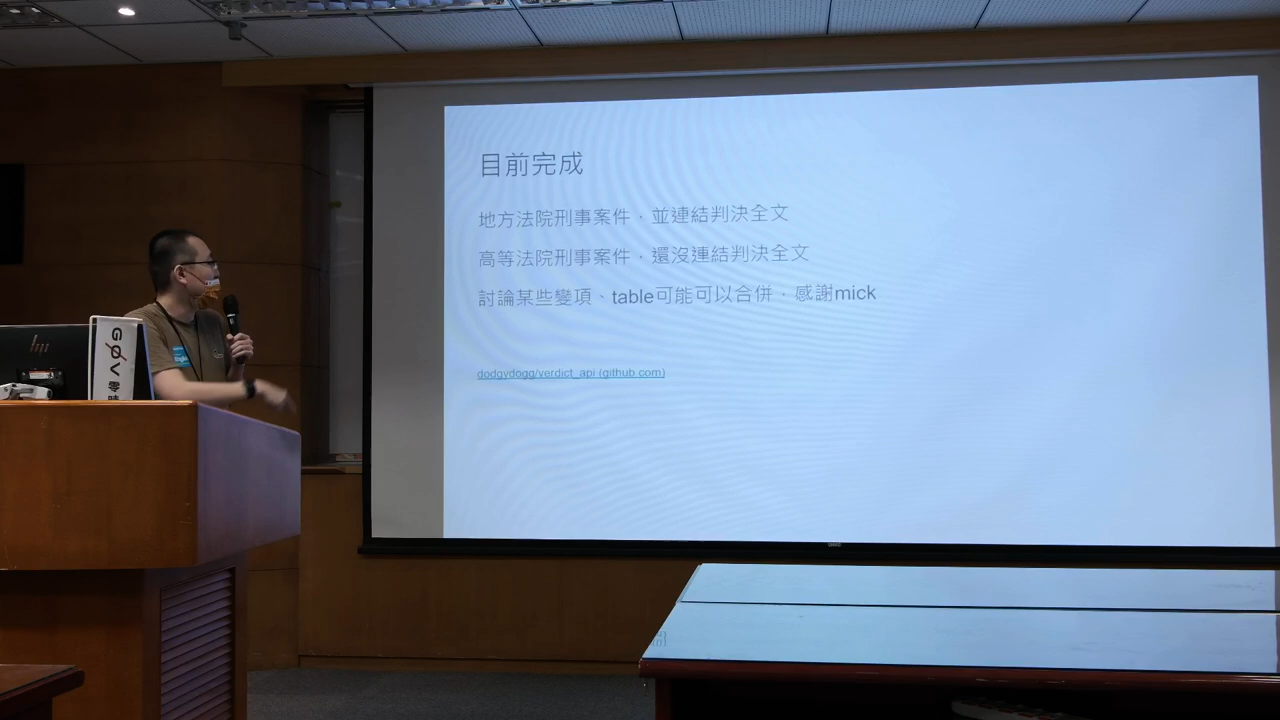 目前完成
地方法院刑事案件，並連結判決全文
高等法院刑事案件，還沒連結判決全文
討論某些變項、table可能可以合併，感謝mick
dodgydogg/verdict_api (github.com)
hp
G0V